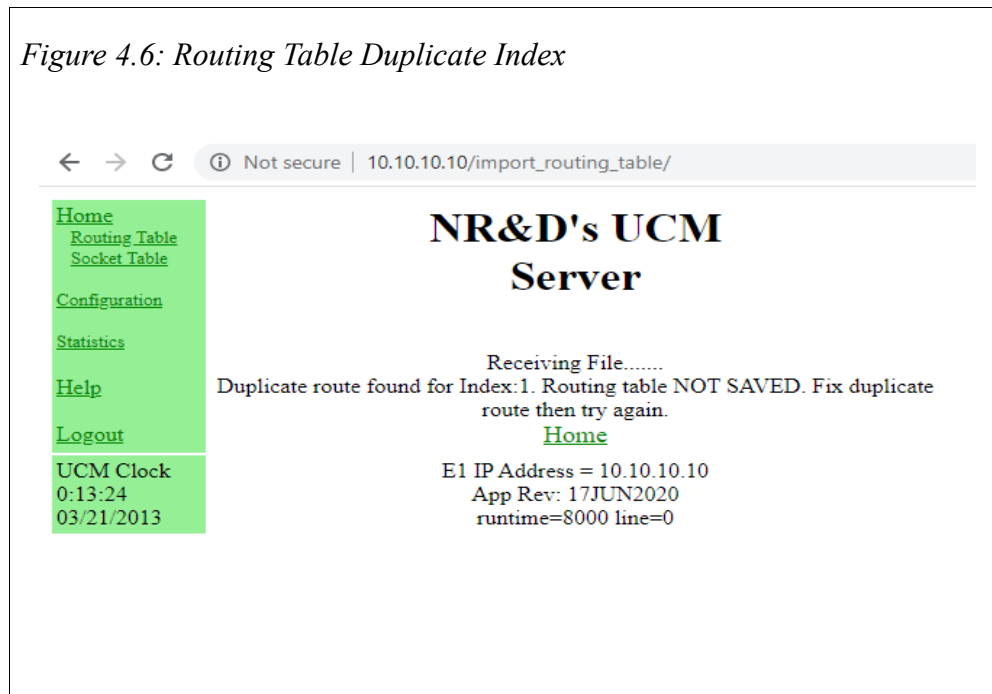 Figure 4.6: Routing Table Duplicate Index
Not secure | 10.10.10.10/import_routing_table/
Home
Routing Table
Socket Table
Configuration
Statistics
Help
Logout
UCM Clock
0:13:24
03/21/2013
NR&D's UCM
Server
Receiving File.......
Duplicate route found for Index:1. Routing table NOT SAVED. Fix duplicate
route then try again.
Home
E1 IP Address = 10.10.10.10
App Rev: 17JUN2020
runtime=8000 line=0